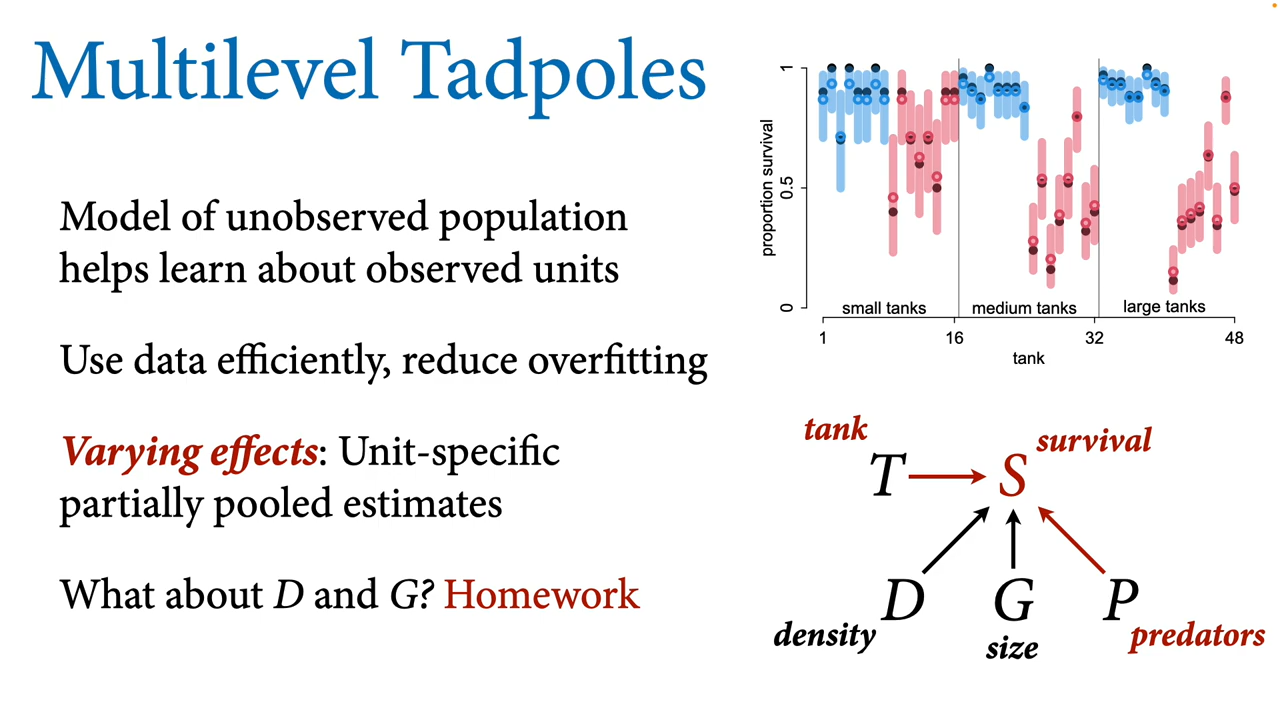 Multilevel Tadpoles
Model of unobserved population
helps learn about observed units
Use data efficiently, reduce overfitting
Varying effects: Unit-specific
partially pooled estimates
What about D and G? Homework
proportion survival
1
0.5
0
small tanks
medium tanks
large tanks
1
16
32
48
tank
tank
survival
T
S
D
G
P
density
size
predators